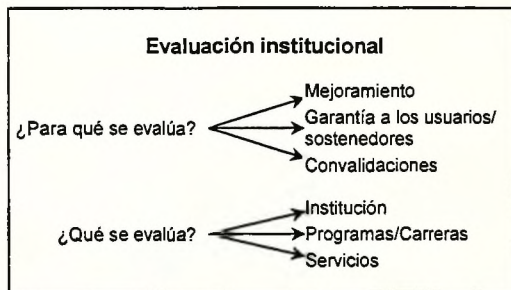 Evaluación institucional
¿Para qué se evalúa?
Mejoramiento
Garantía a los usuarios/
sostenedores
Convalidaciones
¿Qué se evalúa?
Institución
Programas/Carreras
Servicios